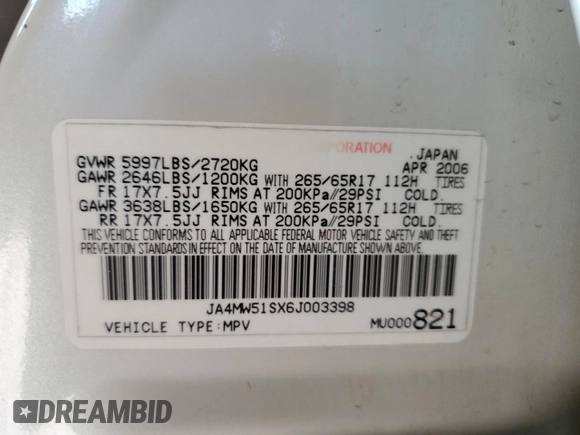 CORPORATION
JAPAN
GVWR 5997LBS/2720KG APR 2006
GAWR 2646LBS/1200KG WITH 265/65R17 112H TIRES
FR 17X7.5JJ RIMS AT 200KPa//29PSI COLD.
GAWR 3638LBS/1650KG WITH 265/65R17 112H TIRES
RR 17X7.5JJ RIMS AT 200KPa//29PSI COLD.
THIS VEHICLE CONFORMS TO ALL APPLICABLE FEDERAL MOTOR VEHICLE SAFETY AND THEFT
PREVENTION STANDARDS IN EFFECT ON THE DATE OF MANUFACTURE SHOWN ABOVE.
JA4MW51SX6J003398
VEHICLE TYPE:MPV MU000821
DREAMBID